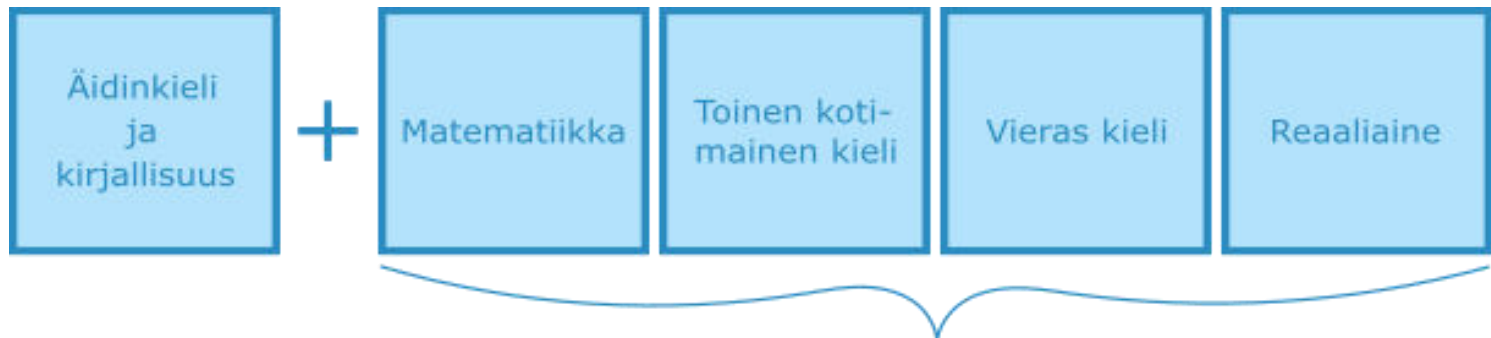 Äidinkieli
ja
kirjallisuus
+
Matematiikka
Toinen koti-
mainen kieli
Vieras kieli
Reaaliaine